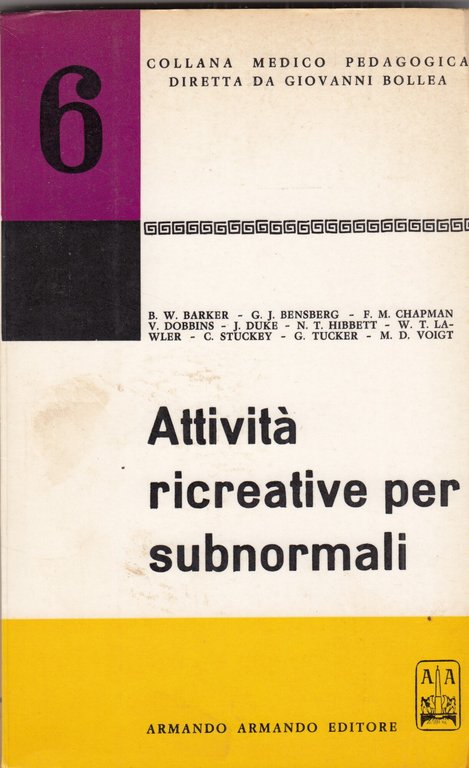 6
COLLANA MEDICO PEDAGOGICA
DIRETTA DA GIOVANNI BOLLEA
B. W. BARKER - G. J. BENSBERG - F. M. CHAPMAN
V. DOBBINS - J. DUKE - N. T. HIBBETT - W. T. LA-
WLER - C. STUCKEY - G. TUCKER - M. D. VOIGT
Attività
ricreative per
subnormali
A A
ARMANDO ARMANDO EDITORE